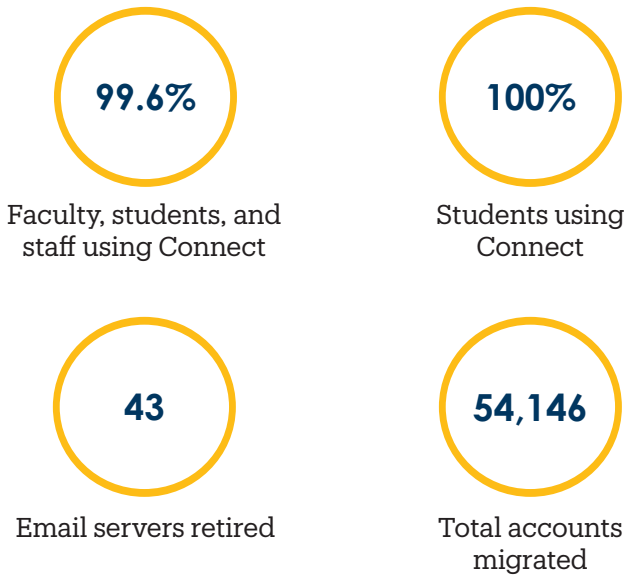 99.6%
Faculty, students, and
staff using Connect
100%
Students using
Connect
43
Email servers retired
54,146
Total accounts
migrated